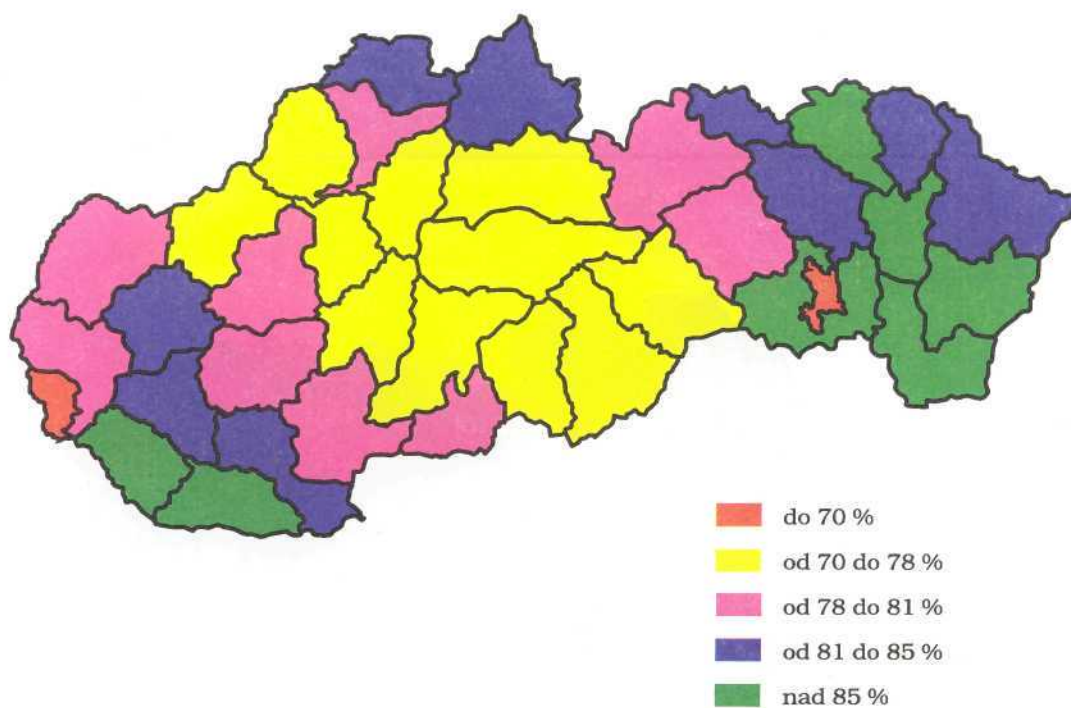 do 70 %
od 70 do 78 %
od 78 do 81 %
od 81 do 85 %
nad 85 %